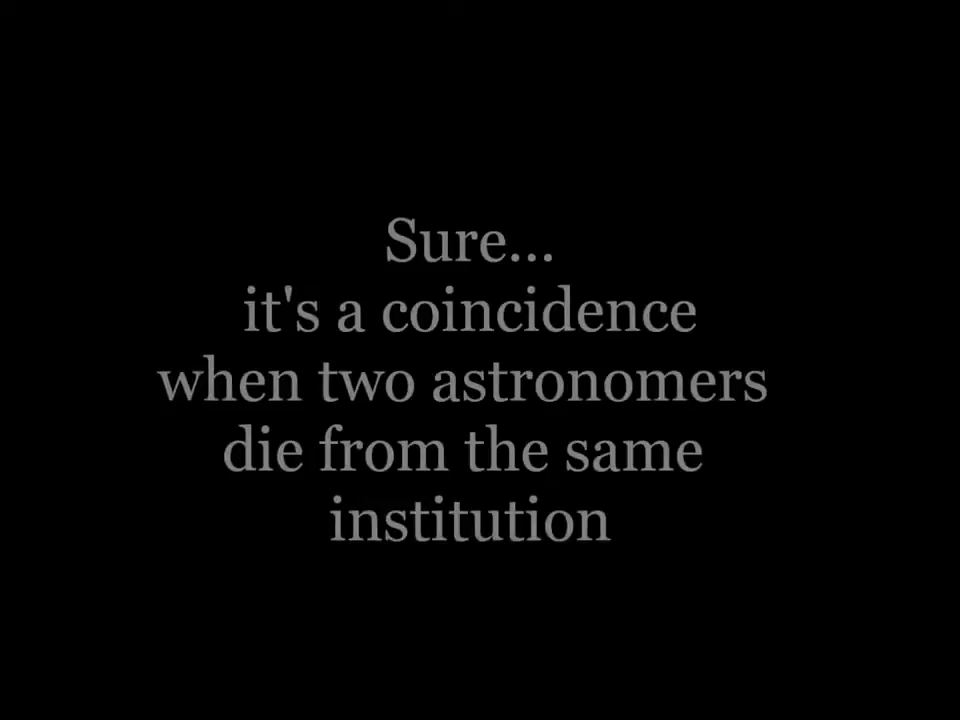 Sure...
it's a coincidence
when two astronomers
die from the same
institution